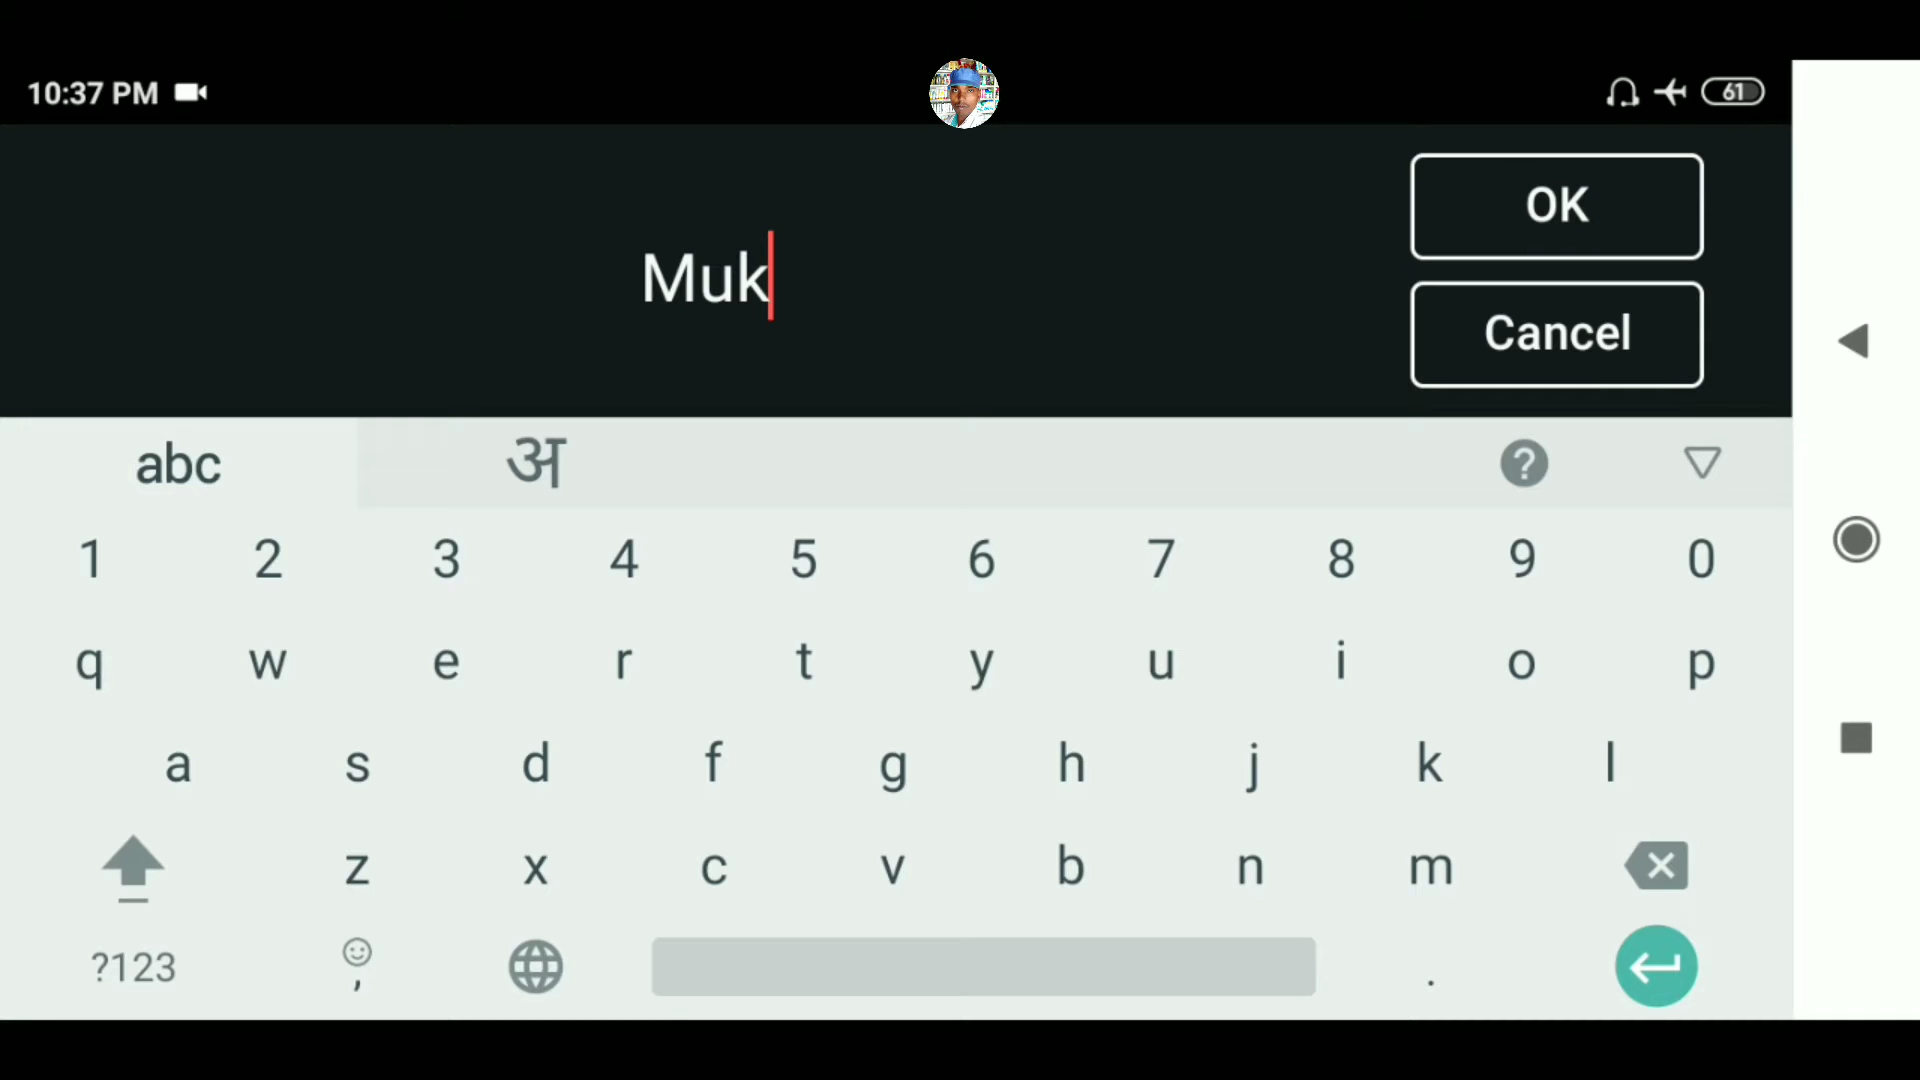 10:37 PM
61
OK
Muk
Cancel
abc अ ?
1 2 3 4 5 6 7 8 9 0
q w e r t y u i o p
a s d f g h j k l
z x c v b n m
?123 , .